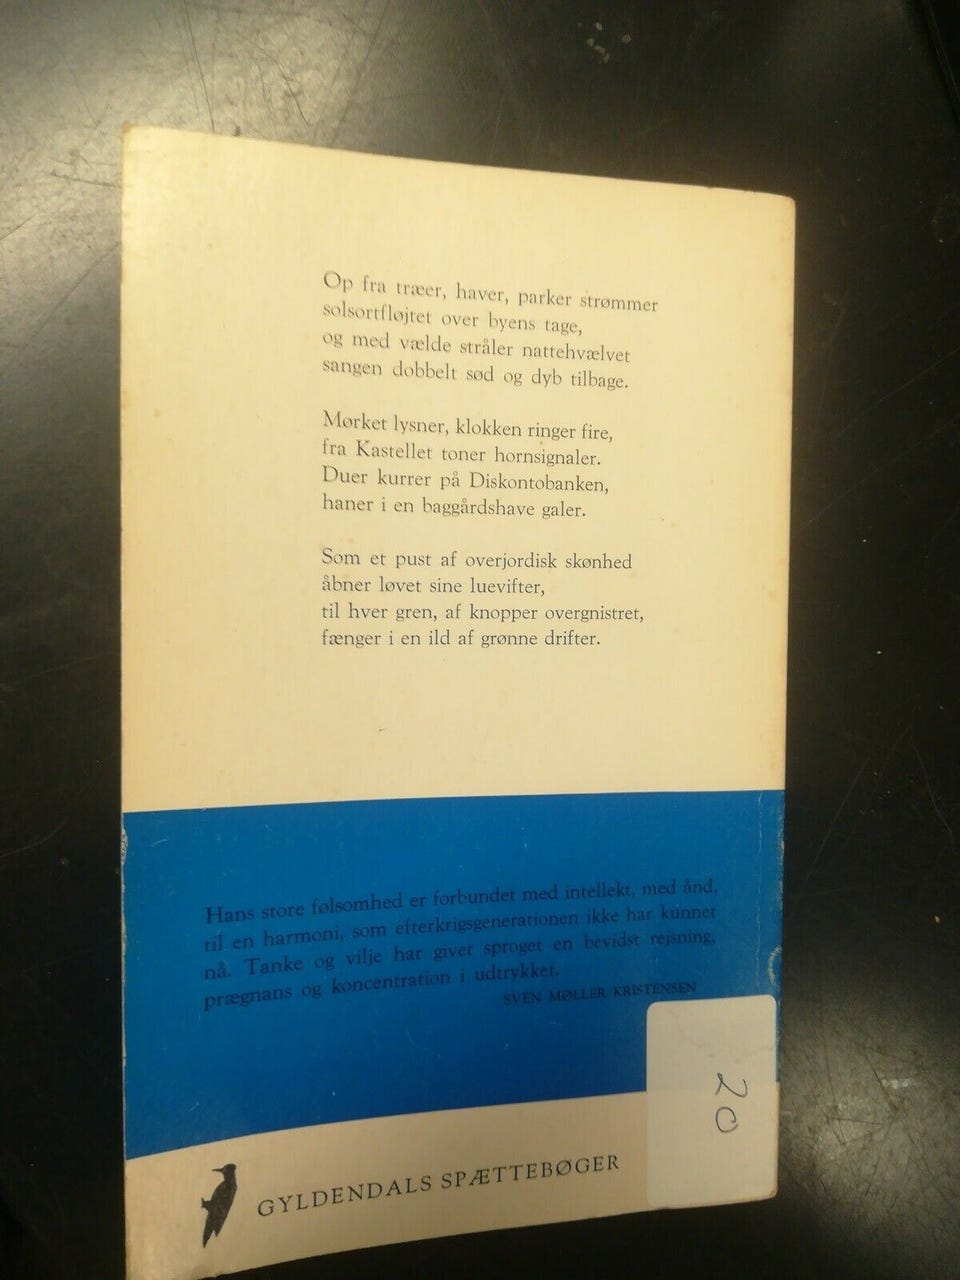 Op fra træer, haver, parker strømmer
solsortfløjtet over byens tage,
og med vælde stråler nattehvælvet
sangen dobbelt sød og dyb tilbage.
Mørket lysner, klokken ringer fire,
fra Kastellet toner hornsignaler.
Duer kurrer på Diskontobanken,
haner i en baggårdshave galer.
Som et pust af overjordisk skønhed
åbner løvet sine luevifter,
til hver gren, af knopper overgnistret,
fænger i en ild af grønne drifter.
Hans store følsomhed er forbundet med intellekt, med ånd,
til en harmoni, som efterkrigsgenerationen ikke har kunnet
nå. Tanke og vilje har givet sproget en bevidst rejsning,
prægnans og koncentration i udtrykket.
SVEN MØLLER KRISTENSEN
20
GYLDENDALS SPÆTTEBØGER